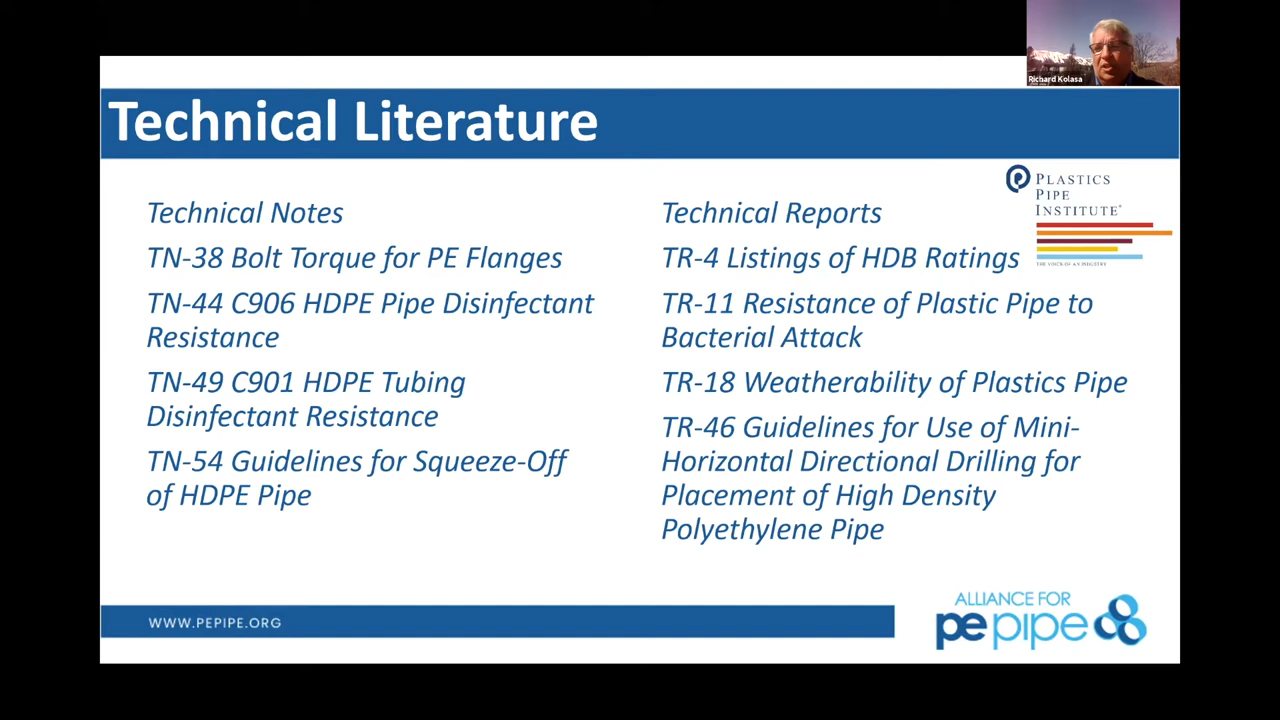 Richard Kolasa
Technical Literature
PLASTICS
PIPE
INSTITUTE®
THE VOICE OF AN INDUSTRY
Technical Notes
TN-38 Bolt Torque for PE Flanges
TN-44 C906 HDPE Pipe Disinfectant
Resistance
TN-49 C901 HDPE Tubing
Disinfectant Resistance
TN-54 Guidelines for Squeeze-Off
of HDPE Pipe
Technical Reports
TR-4 Listings of HDB Ratings
TR-11 Resistance of Plastic Pipe to
Bacterial Attack
TR-18 Weatherability of Plastics Pipe
TR-46 Guidelines for Use of Mini-
Horizontal Directional Drilling for
Placement of High Density
Polyethylene Pipe
WWW.PEPIPE.ORG
ALLIANCE FOR
pepipe